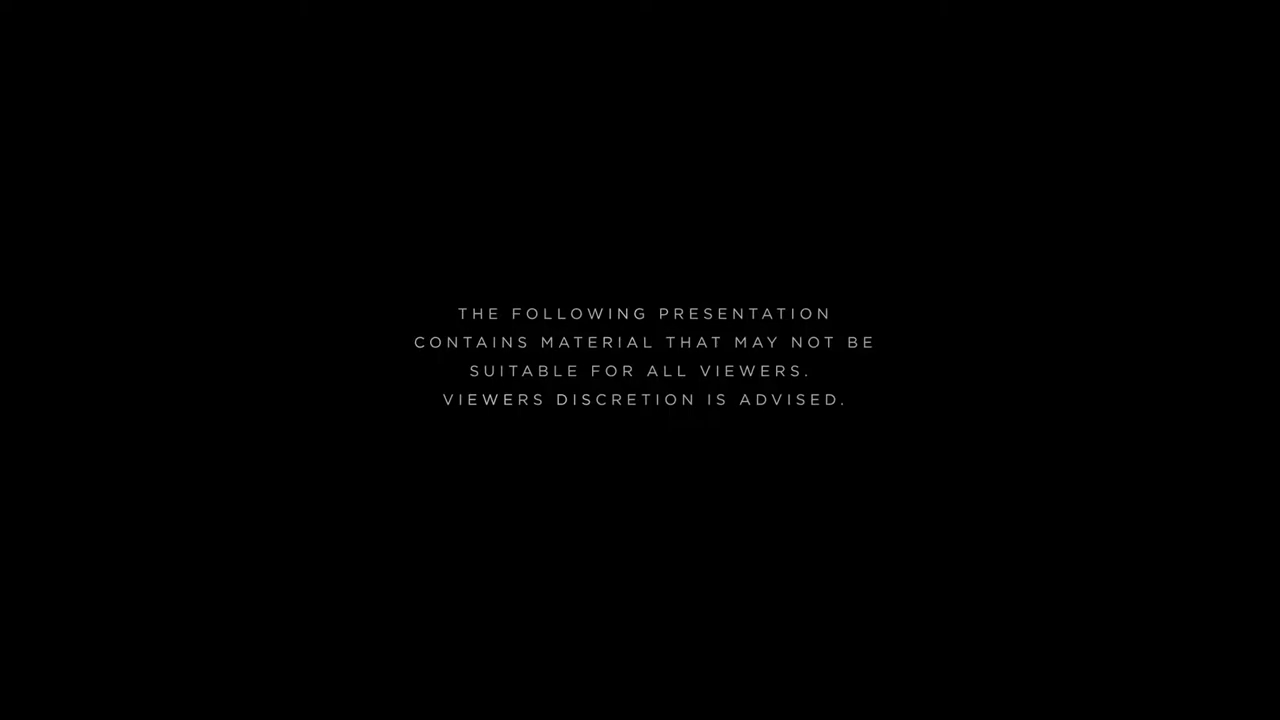 THE FOLLOWING PRESENTATION
CONTAINS MATERIAL THAT MAY NOT BE
SUITABLE FOR ALL VIEWERS.
VIEWERS DISCRETION IS ADVISED.